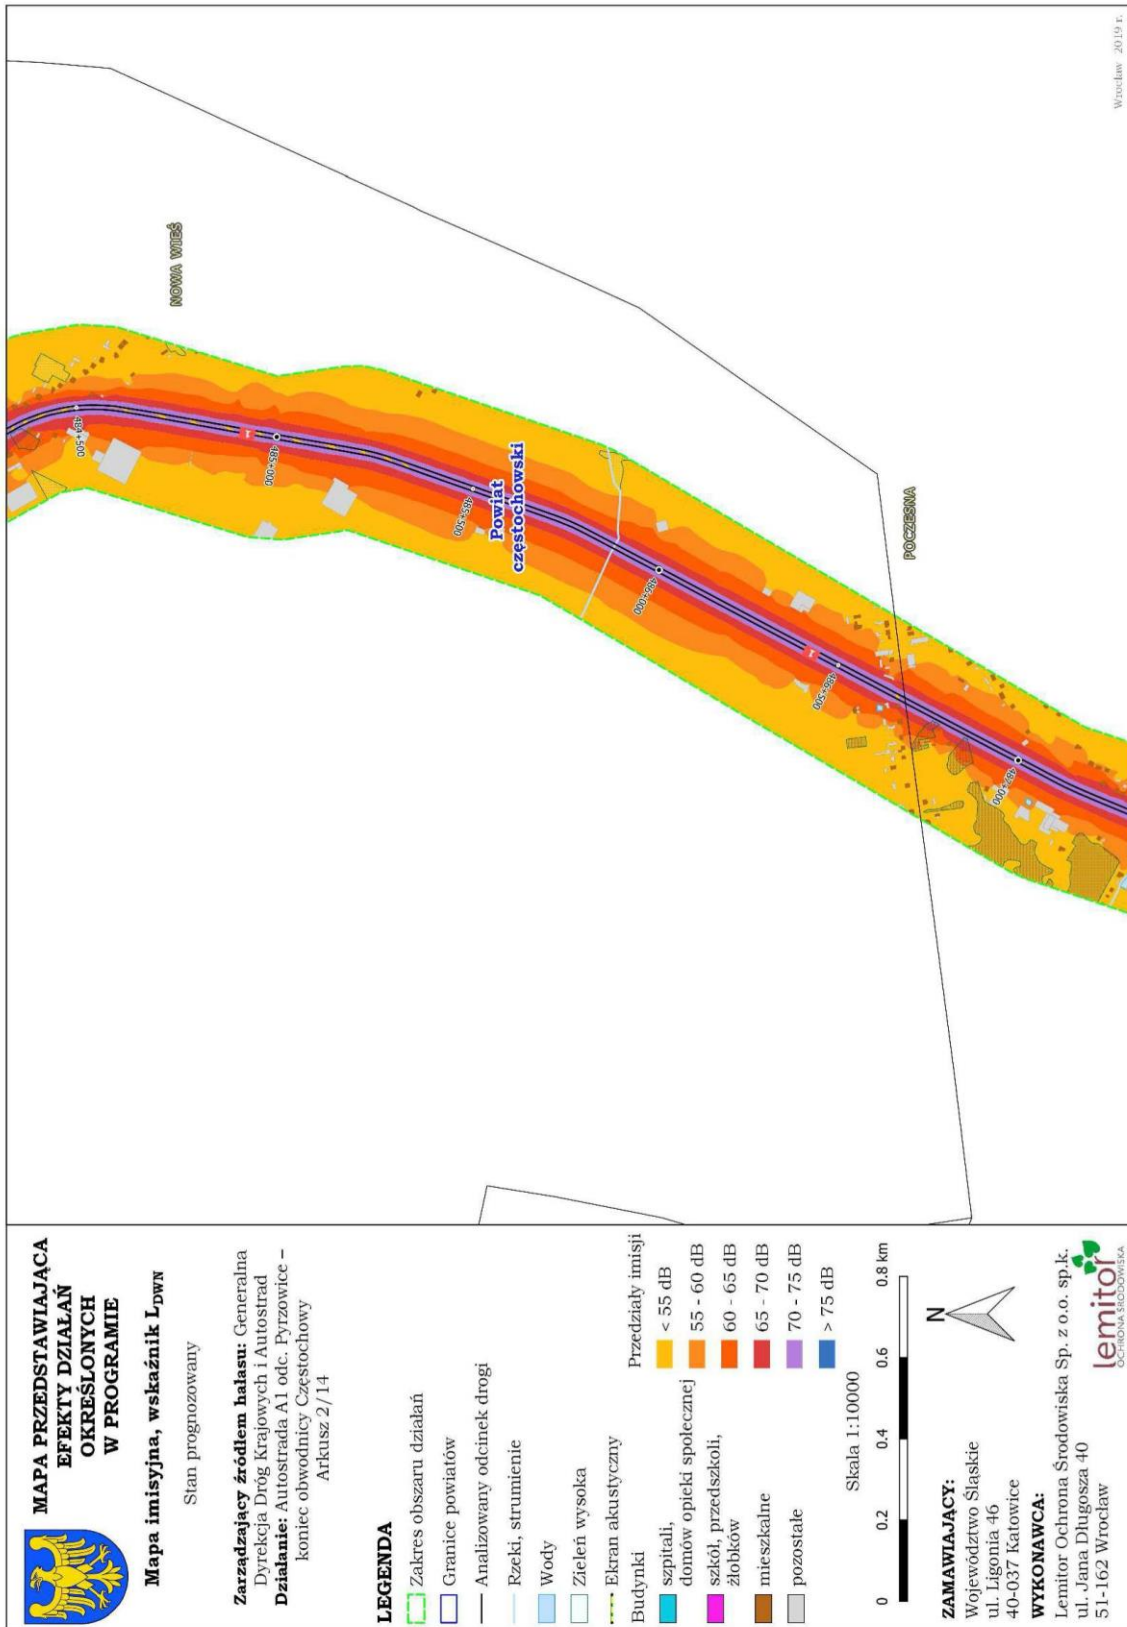 MAPA PRZEDSTAWIAJĄCA
EFEKTY DZIAŁAŃ
OKREŚLONYCH
W PROGRAMIE
Mapa imisyjna, wskaźnik L_DWN
Stan prognozowany
Zarządzający źródłem hałasu: Generalna
Dyrekcja Dróg Krajowych i Autostrad
Działanie: Autostrada A1 odc. Pyrzowice –
koniec obwodnicy Częstochowy
Arkusz 2/14
LEGENDA
Zakres obszaru działań
Granice powiatów
Analizowany odcinek drogi
Rzeki, strumienie
Wody
Zieleń wysoka
Ekran akustyczny
Budynki
szpitali,
domów opieki społecznej
szkół, przedszkoli,
żłobków
mieszkalne
pozostałe
Przedziały imisji
< 55 dB
55 - 60 dB
60 - 65 dB
65 - 70 dB
70 - 75 dB
> 75 dB
Skala 1:10000
0
0.2
0.4
0.6
0.8 km
N
ZAMAWIAJĄCY:
Województwo Śląskie
ul. Ligonia 46
40-037 Katowice
WYKONAWCA:
Lemitor Ochrona Środowiska Sp. z o.o. sp.k.
ul. Jana Długosza 40
51-162 Wrocław
lemitor
OCHRONA ŚRODOWISKA
NOWA WIEŚ
484+500
485+000
485+500
Powiat
częstochowski
486+000
486+500
POCZESNA
487+000
Wrocław 2019 r.